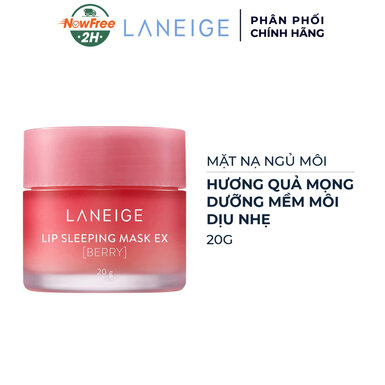 NowFree
2H
LANEIGE
PHÂN PHỐI
CHÍNH HÃNG
MẶT NẠ NGỦ MÔI
HƯƠNG QUẢ MỌNG
DƯỠNG MỀM MÔI
DỊU NHẸ
20G
LANEIGE
LIP SLEEPING MASK EX
[BERRY]
20 g